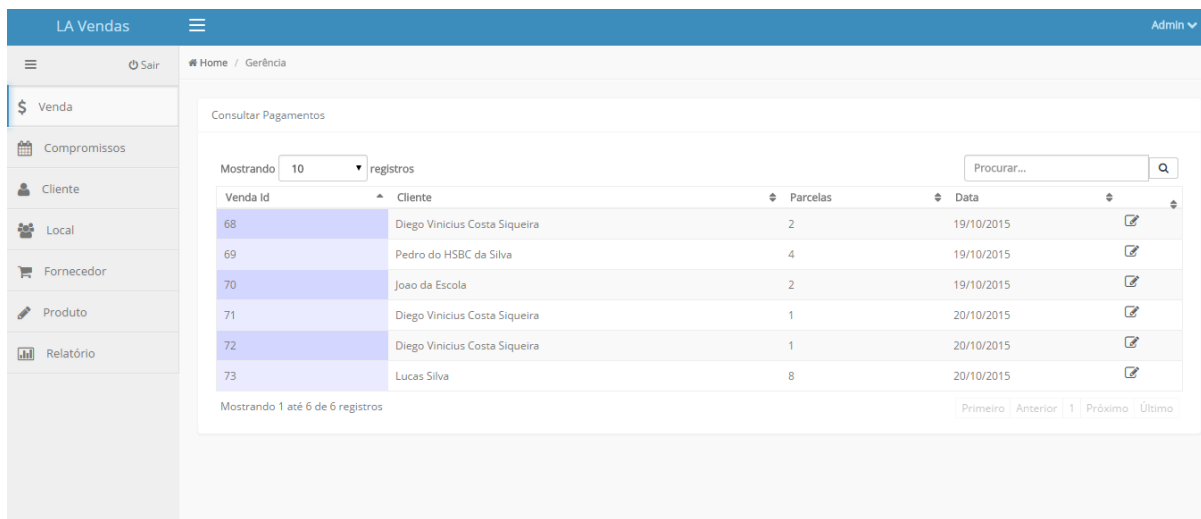 LA Vendas Admin
Sair Home / Gerência
$ Venda
Consultar Pagamentos
Compromissos
Mostrando 10 registros Procurar...
Cliente
Venda Id Cliente Parcelas Data
68 Diego Vinicius Costa Siqueira 2 19/10/2015
Local
69 Pedro do HSBC da Silva 4 19/10/2015
Fornecedor
70 Joao da Escola 2 19/10/2015
Produto
71 Diego Vinicius Costa Siqueira 1 20/10/2015
72 Diego Vinicius Costa Siqueira 1 20/10/2015
Relatório
73 Lucas Silva 8 20/10/2015
Mostrando 1 até 6 de 6 registros Primeiro Anterior 1 Próximo Último